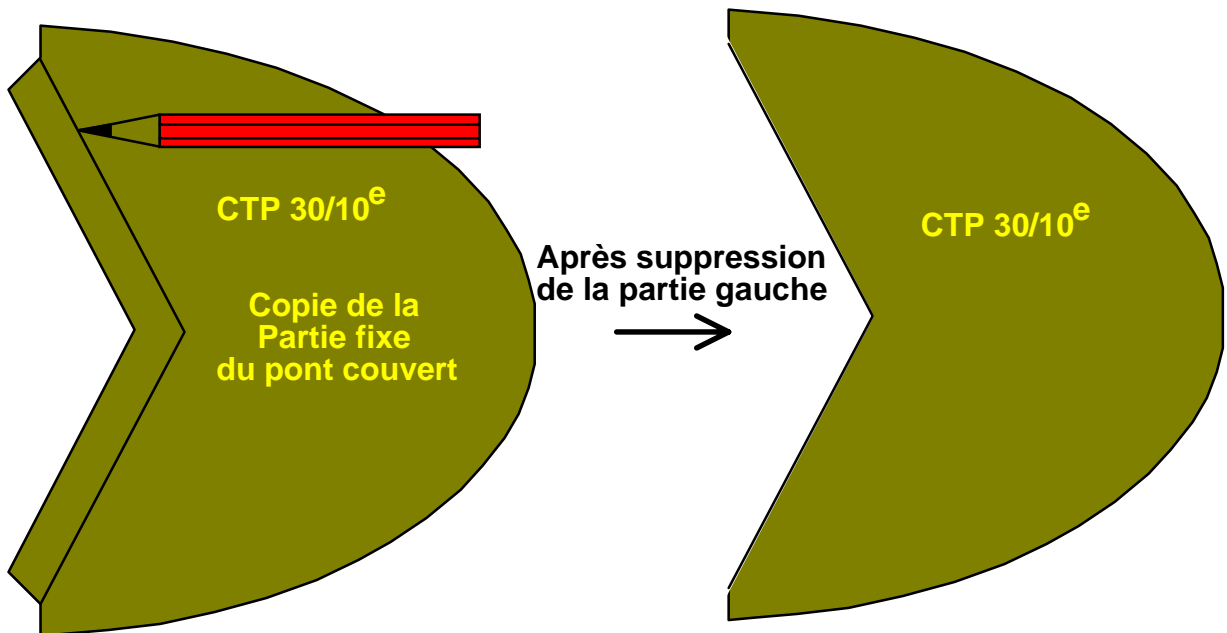 CTP 30/10e
Copie de la
Partie fixe
du pont couvert
Après suppression
de la partie gauche
CTP 30/10e